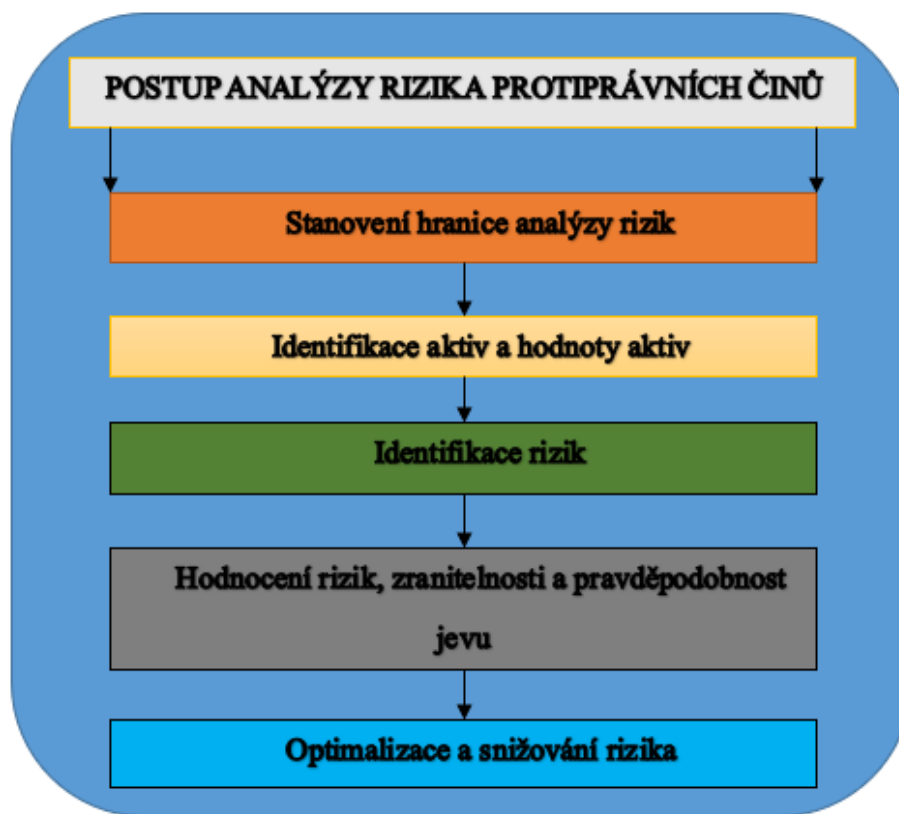 POSTUP ANALÝZY RIZIKA PROTIPRÁVNÍCH ČINŮ
Stanovení hranice analýzy rizik
Identifikace aktiv a hodnoty aktiv
Identifikace rizik
Hodnocení rizik, zranitelnosti a pravděpodobnost
jevu
Optimalizace a snižování rizika